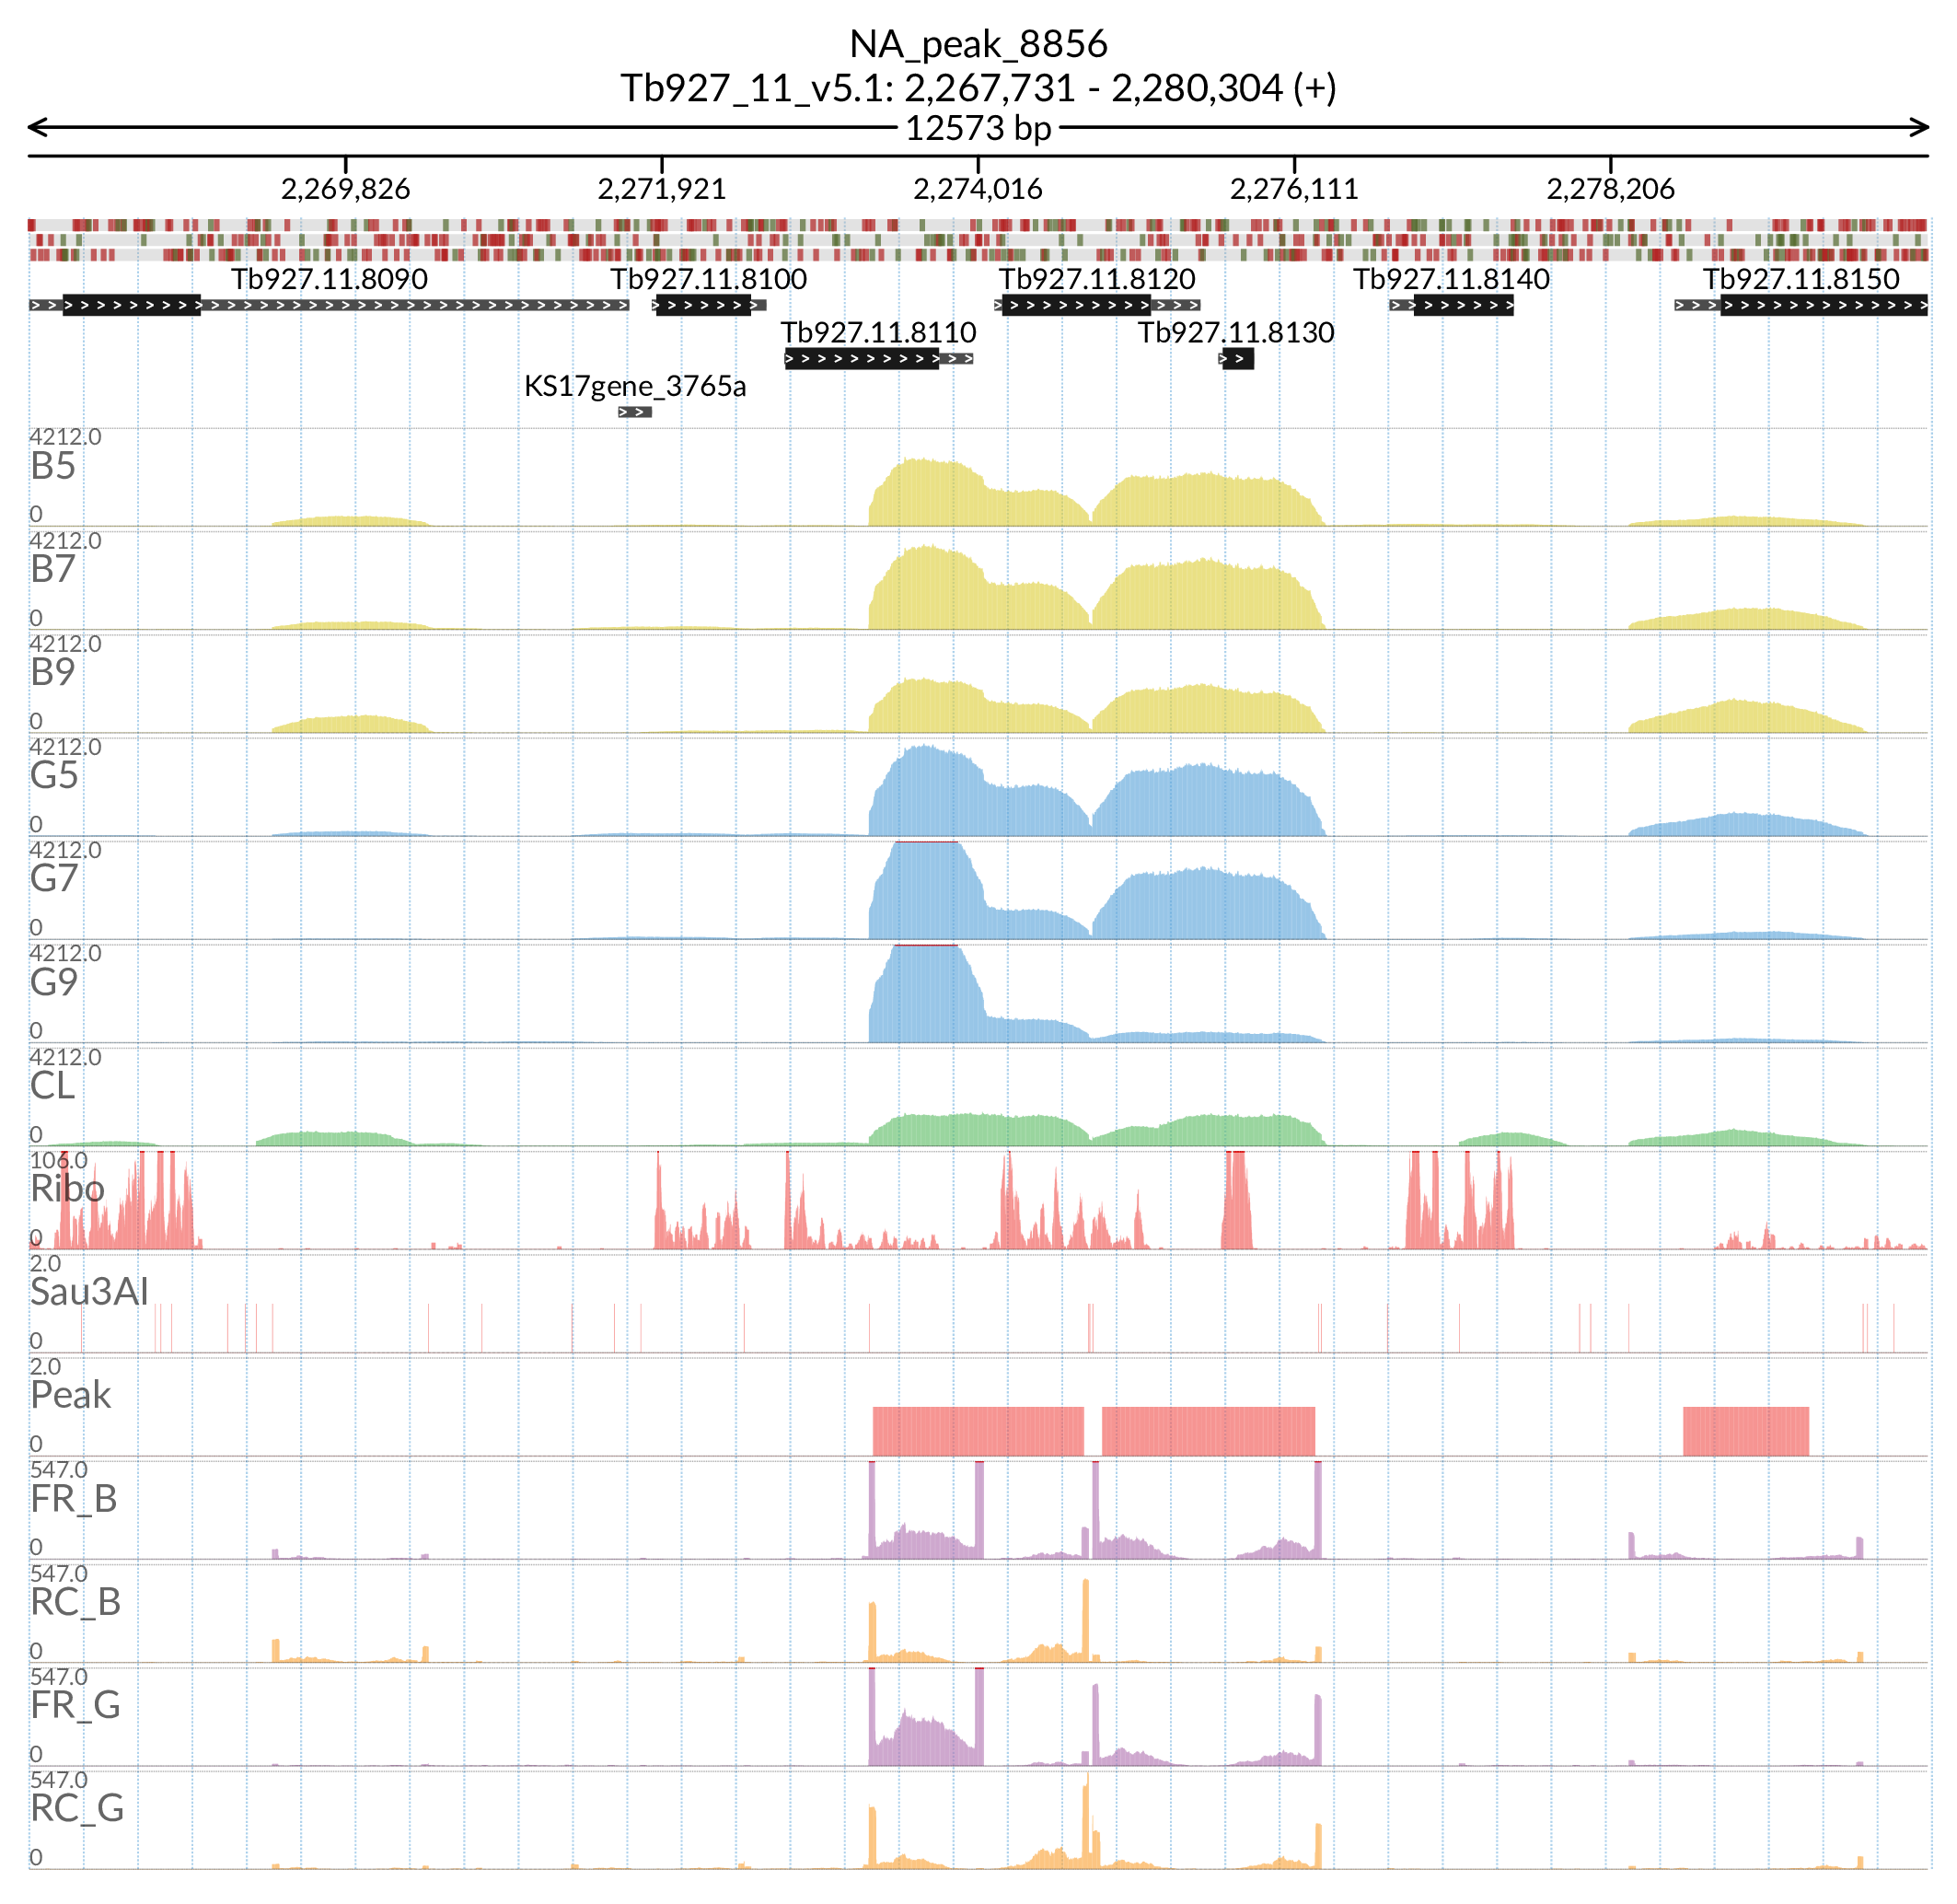 NA_peak_8856
Tb927_11_v5.1: 2,267,731 - 2,280,304 (+)
12573 bp
2,269,826 2,271,921 2,274,016 2,276,111 2,278,206
Tb927.11.8090 Tb927.11.8100 Tb927.11.8120 Tb927.11.8140 Tb927.11.8150
Tb927.11.8110 Tb927.11.8130
KS17gene_3765a
4212.0
B5
0
4212.0
B7
0
4212.0
B9
0
4212.0
G5
0
4212.0
G7
0
4212.0
G9
0
4212.0
CL
0
Ribo
0
2.0
Sau3AI
0
2.0
Peak
0
547.0
FR_B
0
547.0
RC_B
0
547.0
FR_G
0
547.0
RC_G
0